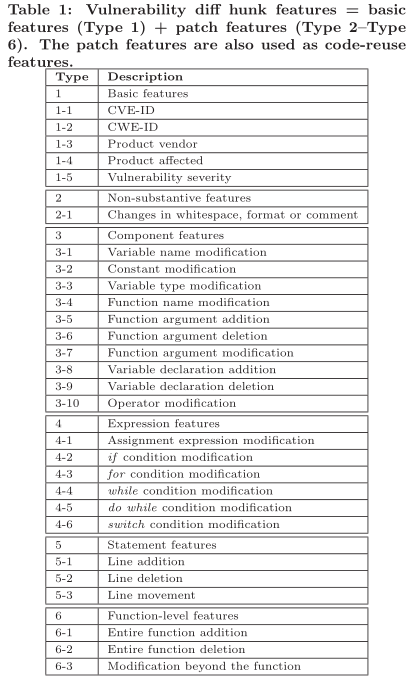 Table 1: Vulnerability diff hunk features = basic
features (Type 1) + patch features (Type 2–Type
6). The patch features are also used as code-reuse
features.
Type Description
1 Basic features
1-1 CVE-ID
1-2 CWE-ID
1-3 Product vendor
1-4 Product affected
1-5 Vulnerability severity
2 Non-substantive features
2-1 Changes in whitespace, format or comment
3 Component features
3-1 Variable name modification
3-2 Constant modification
3-3 Variable type modification
3-4 Function name modification
3-5 Function argument addition
3-6 Function argument deletion
3-7 Function argument modification
3-8 Variable declaration addition
3-9 Variable declaration deletion
3-10 Operator modification
4 Expression features
4-1 Assignment expression modification
4-2 if condition modification
4-3 for condition modification
4-4 while condition modification
4-5 do while condition modification
4-6 switch condition modification
5 Statement features
5-1 Line addition
5-2 Line deletion
5-3 Line movement
6 Function-level features
6-1 Entire function addition
6-2 Entire function deletion
6-3 Modification beyond the function